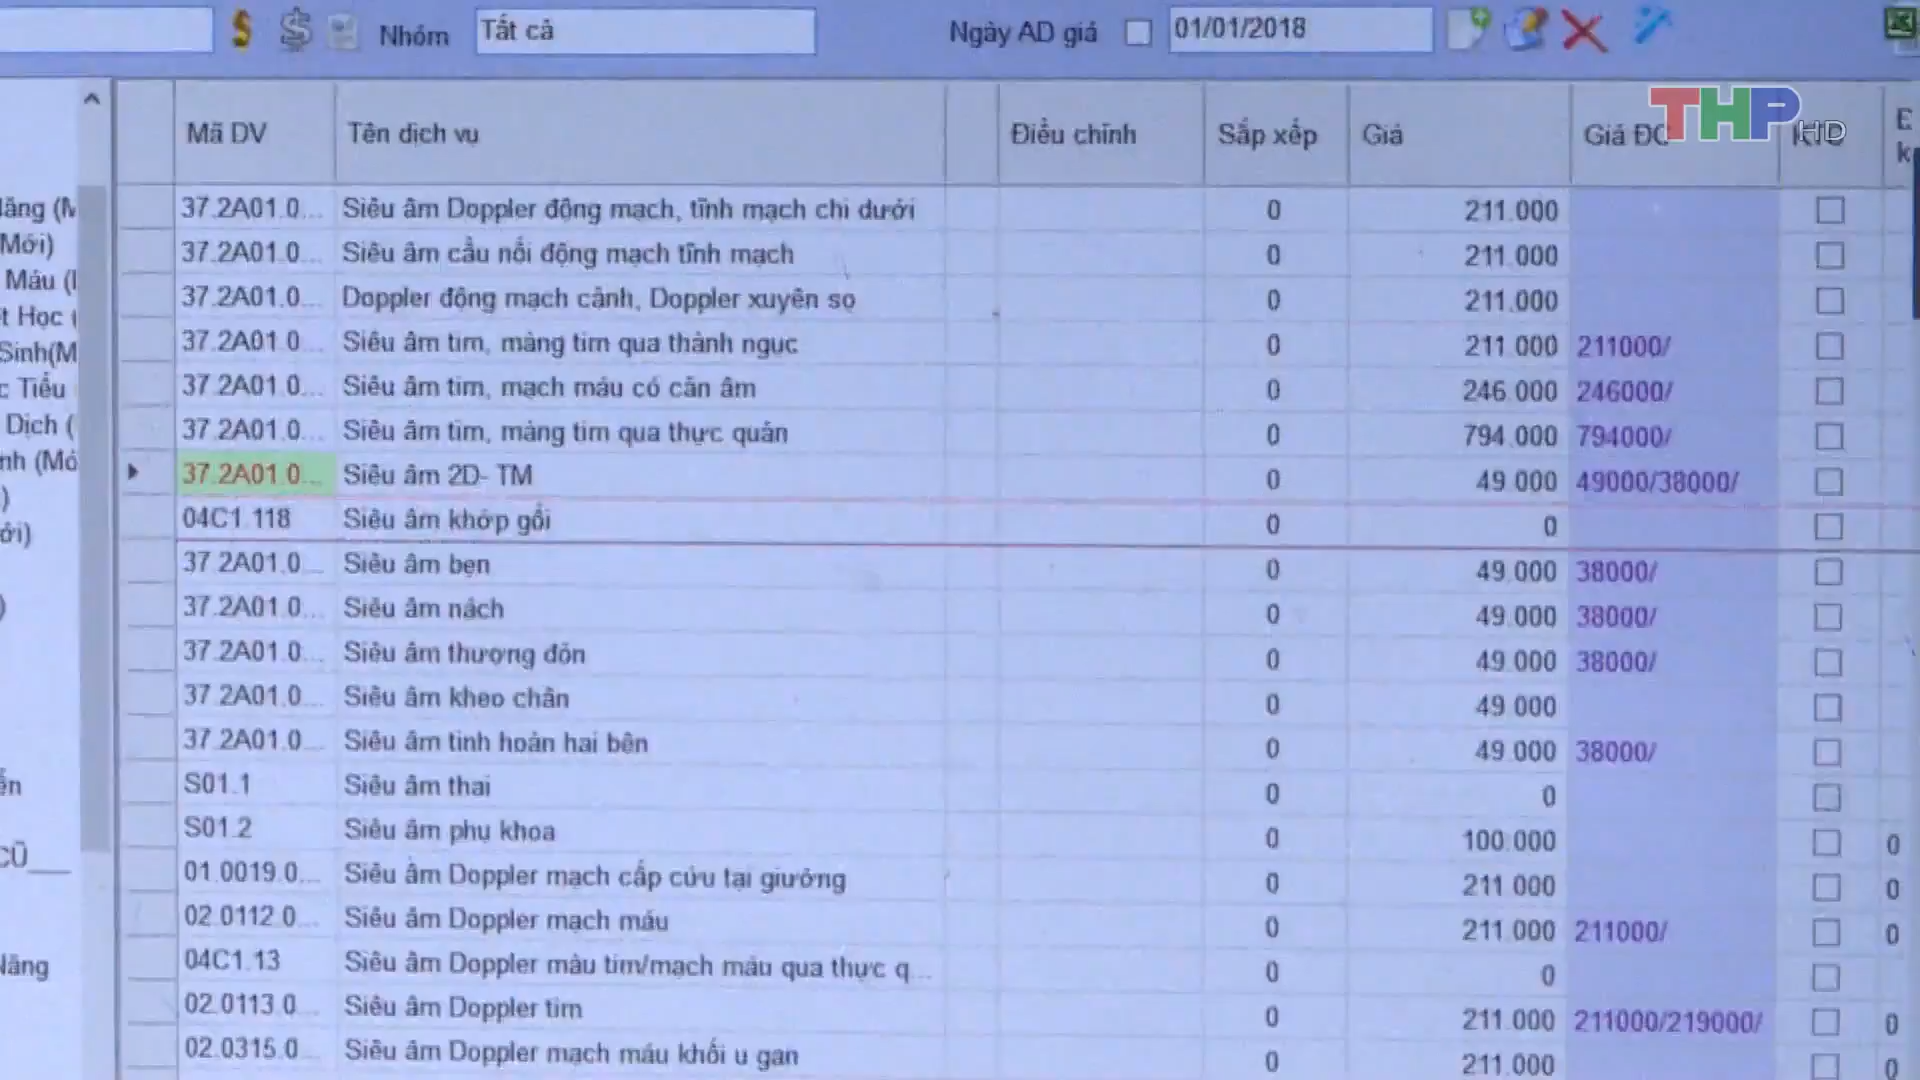 Nhóm Tất cả Ngày AD giá 01/01/2018
THP HD
Mã DV Tên dịch vụ Điều chỉnh Sắp xếp Giá Giá ĐC
37.2A01.0... Siêu âm Doppler động mạch, tĩnh mạch chi dưới 0 211.000
37.2A01.0... Siêu âm cầu nối động mạch tĩnh mạch 0 211.000
37.2A01.0... Doppler động mạch cảnh, Doppler xuyên sọ 0 211.000
37.2A01.0... Siêu âm tim, màng tim qua thành ngực 0 211.000 211000/
37.2A01.0... Siêu âm tim, mạch máu có cản âm 0 246.000 246000/
37.2A01.0... Siêu âm tim, màng tim qua thực quản 0 794.000 794000/
37.2A01.0... Siêu âm 2D- TM 0 49.000 49000/38000/
04C1.118 Siêu âm khớp gối 0 0
37.2A01.0... Siêu âm bẹn 0 49.000 38000/
37.2A01.0... Siêu âm nách 0 49.000 38000/
37.2A01.0... Siêu âm thượng đòn 0 49.000 38000/
37.2A01.0... Siêu âm kheo chân 0 49.000
37.2A01.0... Siêu âm tinh hoàn hai bên 0 49.000 38000/
S01.1 Siêu âm thai 0 0
S01.2 Siêu âm phụ khoa 0 100.000 0
01.0019.0... Siêu âm Doppler mạch cấp cứu tại giường 0 211.000 0
02.0112.0... Siêu âm Doppler mạch máu 0 211.000 211000/ 0
04C1.13 Siêu âm Doppler màu tim/mạch máu qua thực q... 0 0
02.0113.0... Siêu âm Doppler tim 0 211.000 211000/219000/ 0
02.0315.0... Siêu âm Doppler mạch máu khối u gan 0 211.000 0